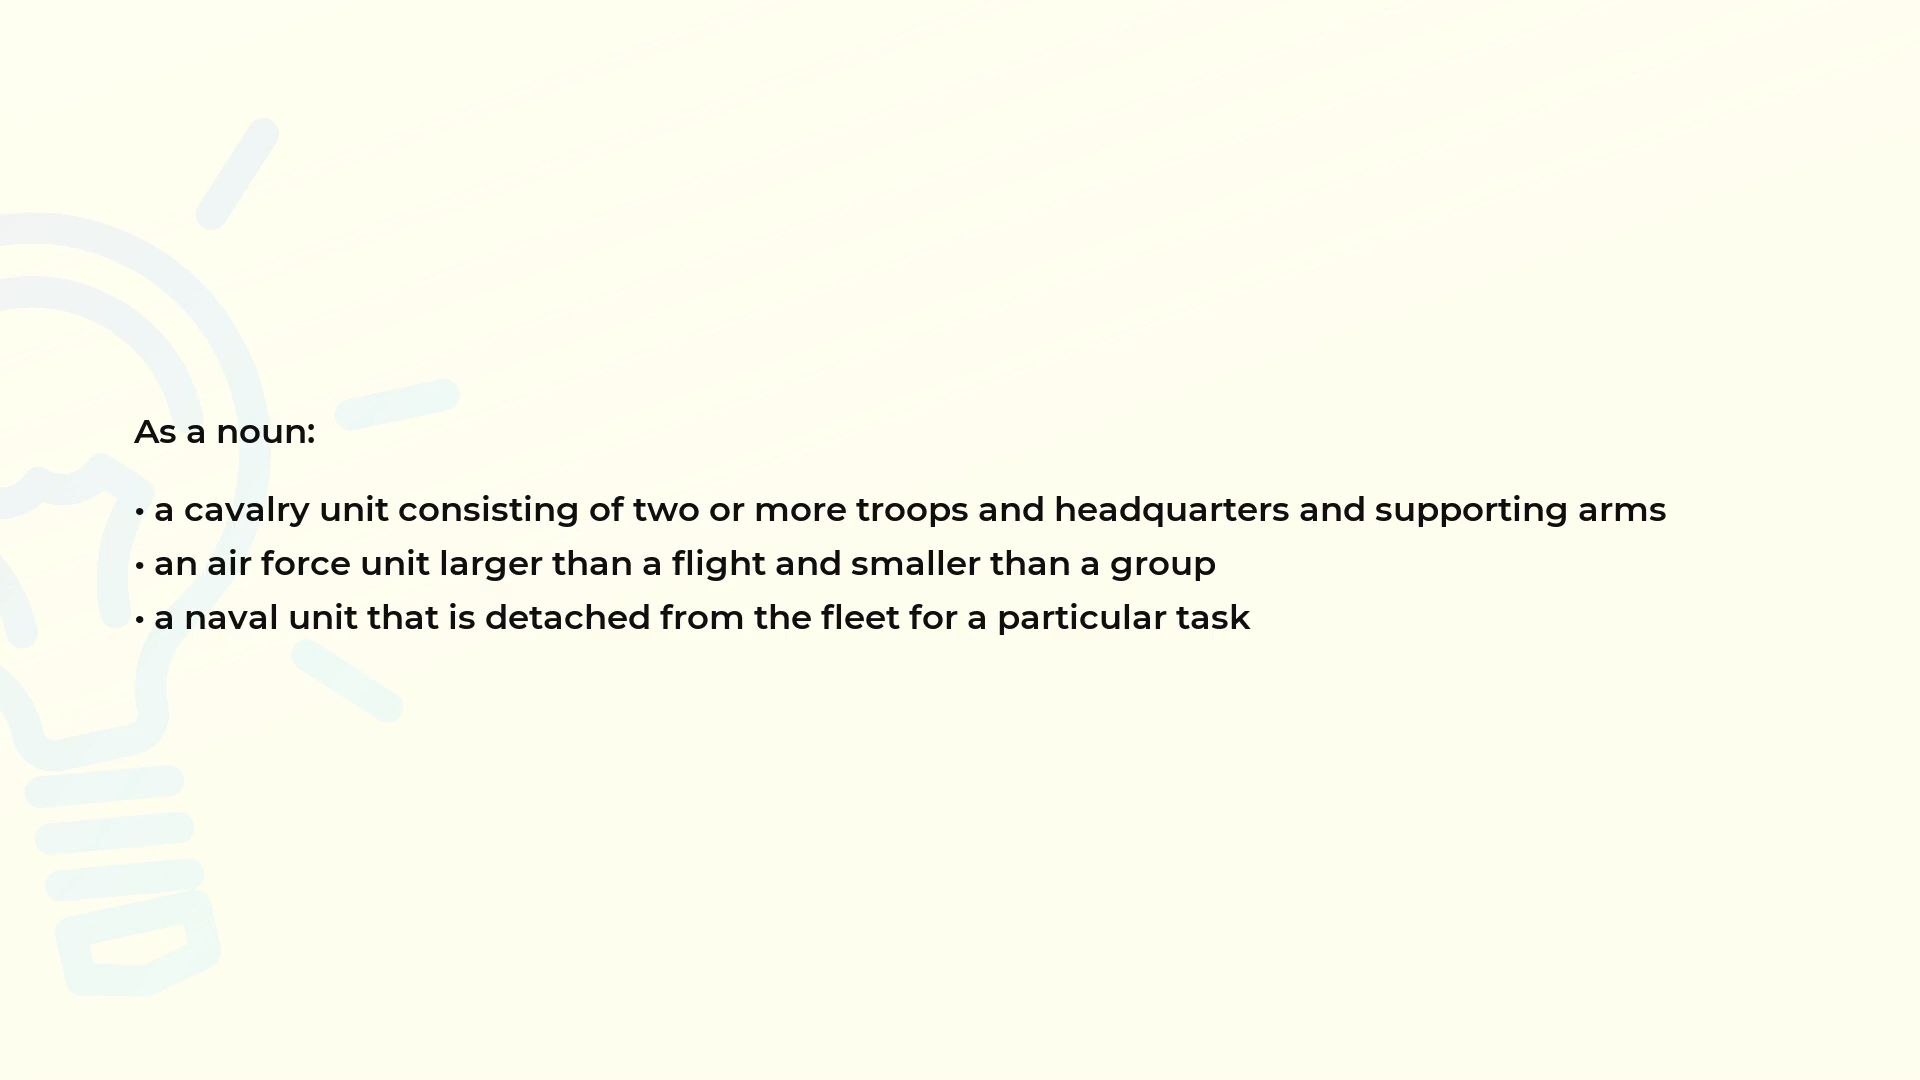 As a noun:
• a cavalry unit consisting of two or more troops and headquarters and supporting arms
• an air force unit larger than a flight and smaller than a group
• a naval unit that is detached from the fleet for a particular task